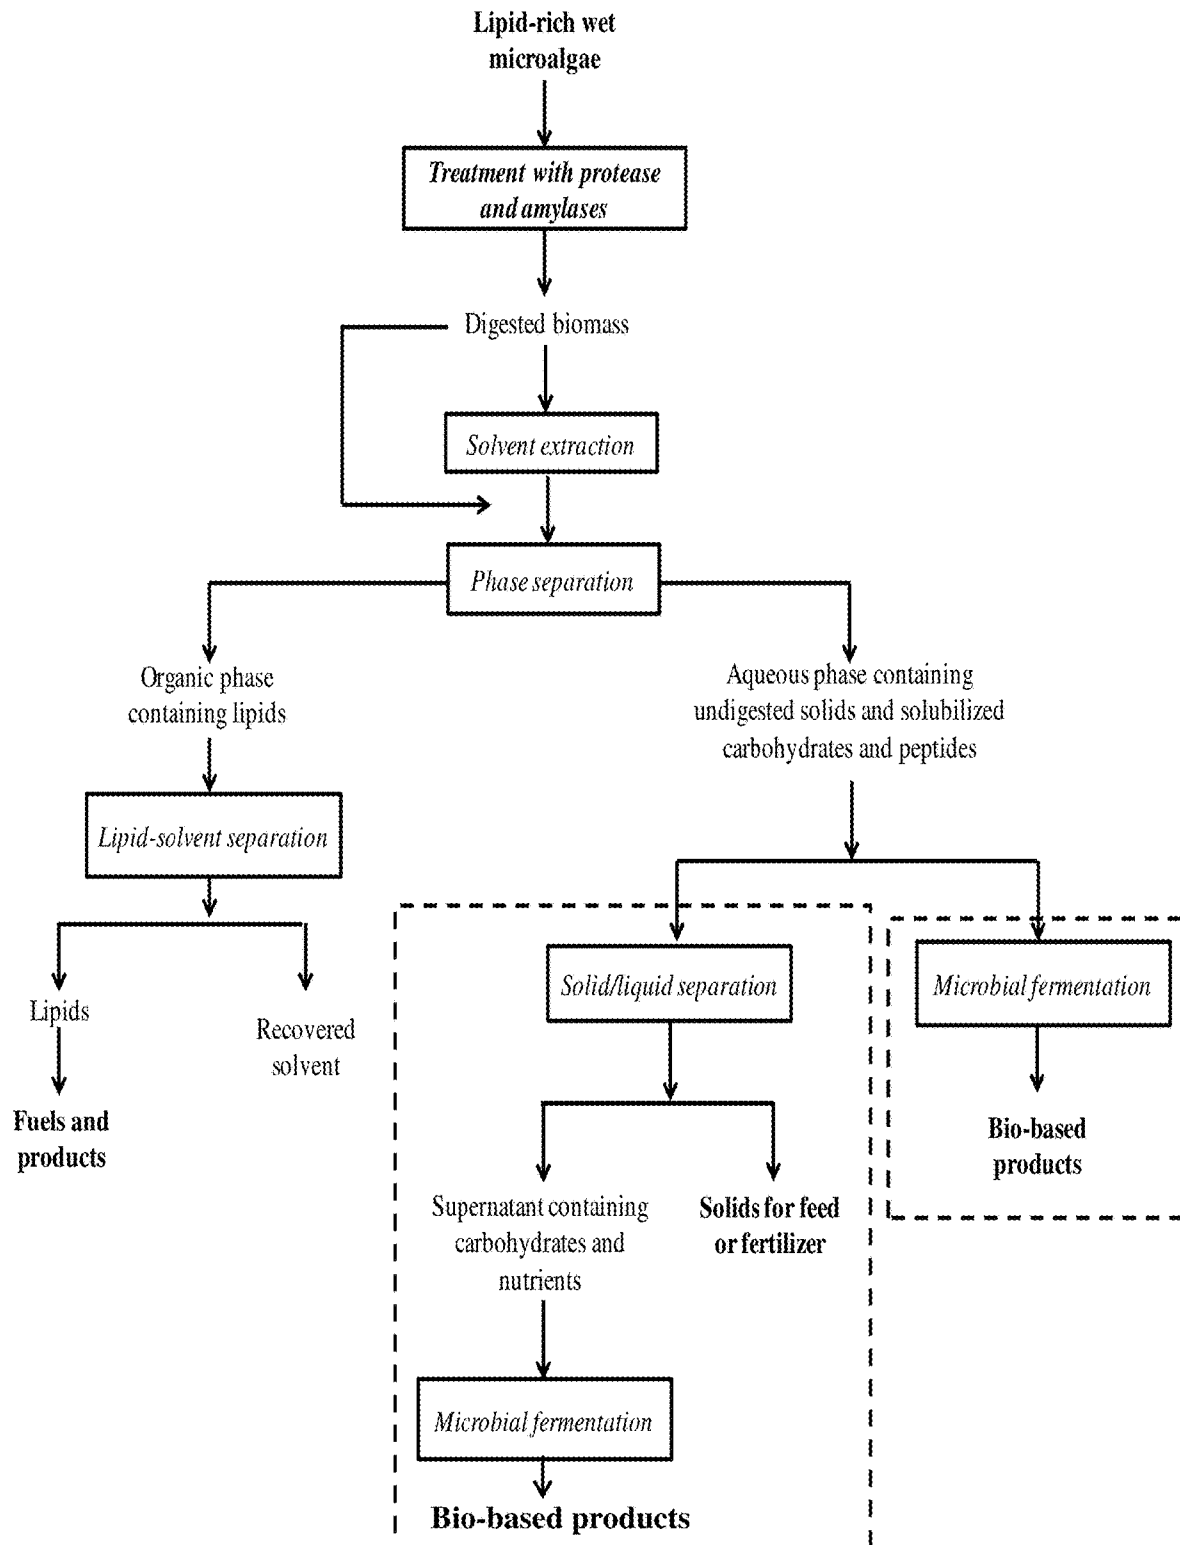 Lipid-rich wet
microalgae
Treatment with protease
and amylases
Digested biomass
Solvent extraction
Phase separation
Organic phase
containing lipids
Aqueous phase containing
undigested solids and solubilized
carbohydrates and peptides
Lipid-solvent separation
Lipids
Recovered
solvent
Fuels and
products
Solid/liquid separation
Microbial fermentation
Bio-based
products
Supernatant containing
carbohydrates and
nutrients
Solids for feed
or fertilizer
Microbial fermentation
Bio-based products